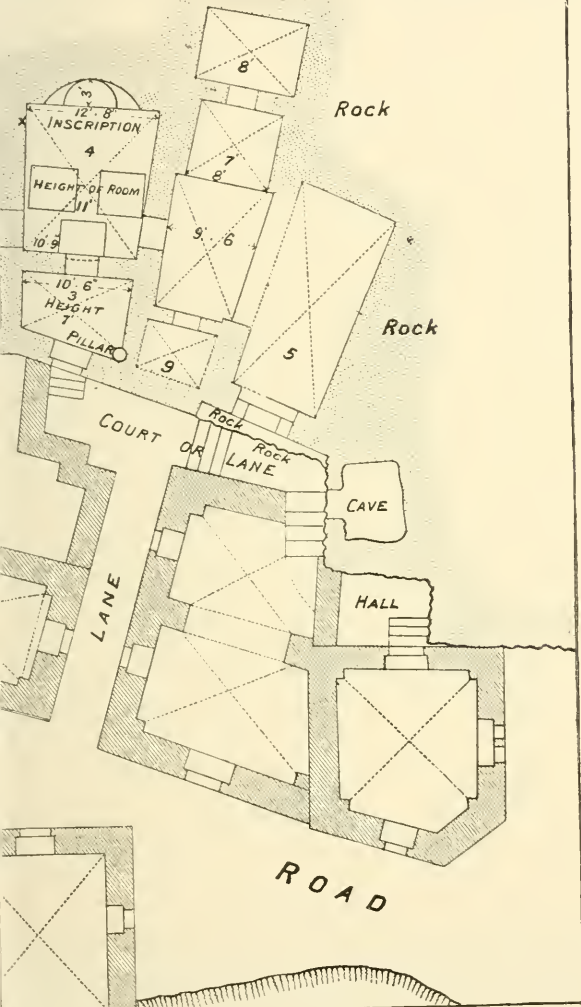 8
Rock
3'
12'. 8"
INSCRIPTION
4
7'
8'
HEIGHT OF ROOM
11'
9. 6
10'. 9"
10'. 6"
3
HEIGHT
7'
PILLAR
Rock
5
9
Rock
COURT OR LANE
Rock
CAVE
LANE
HALL
ROAD